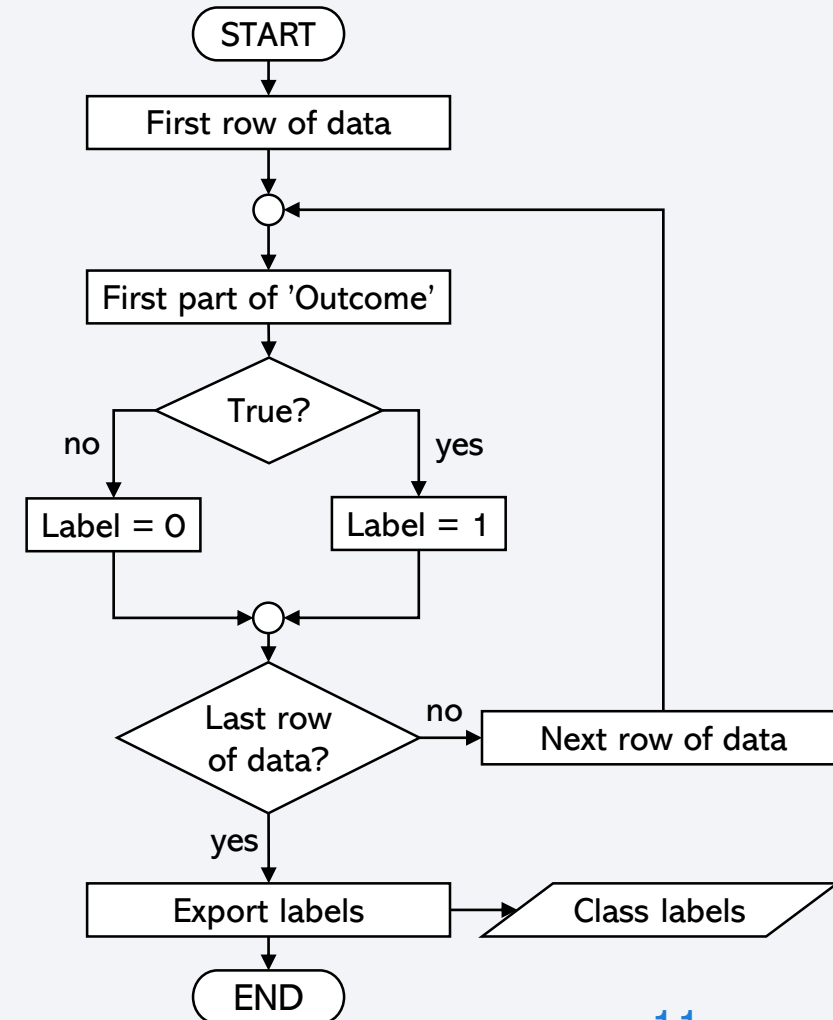 START
First row of data
First part of ’Outcome’
True?
no
yes
Label = 0
Label = 1
Last row
of data?
no
Next row of data
yes
Export labels
Class labels
END
11